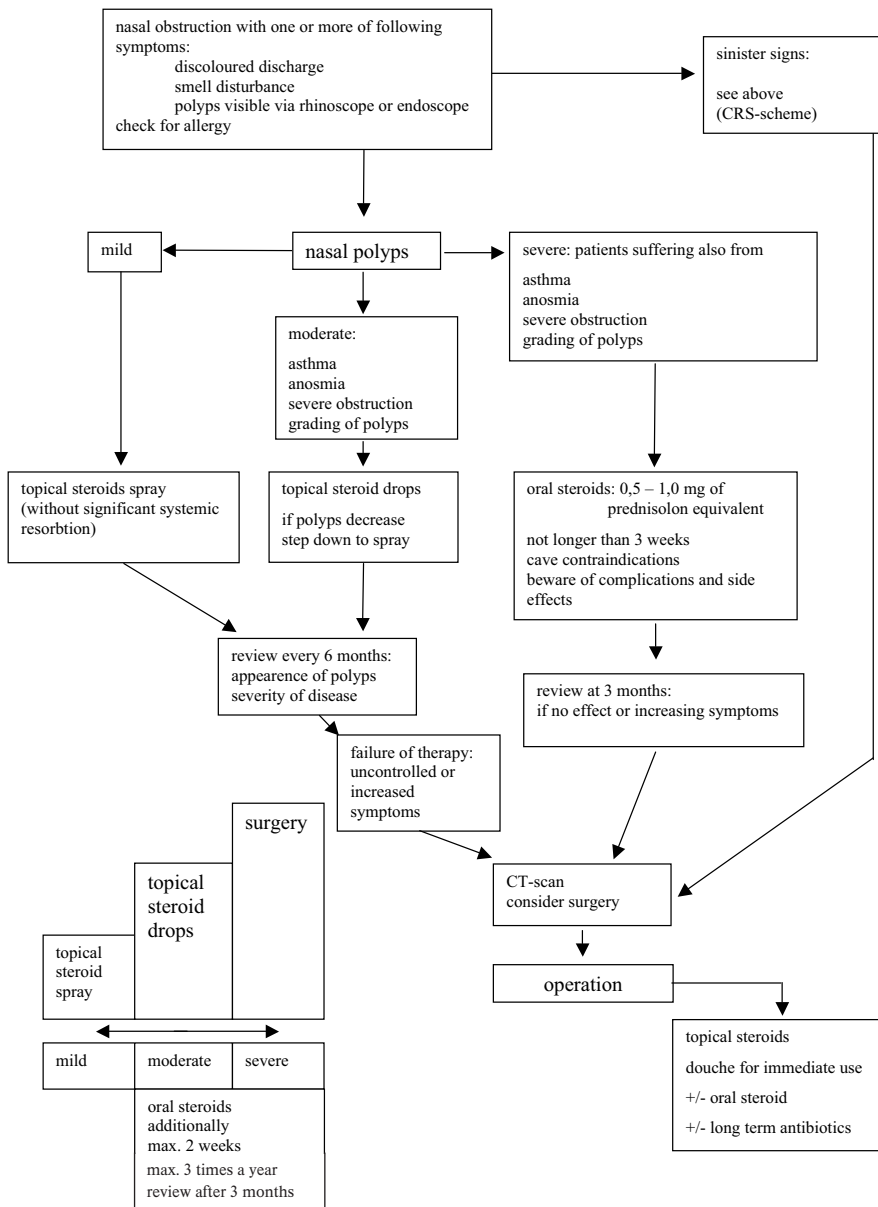 nasal obstruction with one or more of following
symptoms:
discoloured discharge
smell disturbance
polyps visible via rhinoscope or endoscope
check for allergy
sinister signs:
see above
(CRS-scheme)
mild
nasal polyps
severe: patients suffering also from
asthma
anosmia
severe obstruction
grading of polyps
moderate:
asthma
anosmia
severe obstruction
grading of polyps
topical steroids spray
(without significant systemic
resorbtion)
topical steroid drops
if polyps decrease
step down to spray
oral steroids: 0,5 – 1,0 mg of
prednisolon equivalent
not longer than 3 weeks
cave contraindications
beware of complications and side
effects
review every 6 months:
appearence of polyps
severity of disease
review at 3 months:
if no effect or increasing symptoms
failure of therapy:
uncontrolled or
increased
symptoms
CT-scan
consider surgery
operation
topical steroids
douche for immediate use
+/- oral steroid
+/- long term antibiotics
surgery
topical
steroid
drops
topical
steroid
spray
mild
moderate
severe
oral steroids
additionally
max. 2 weeks
max. 3 times a year
review after 3 months